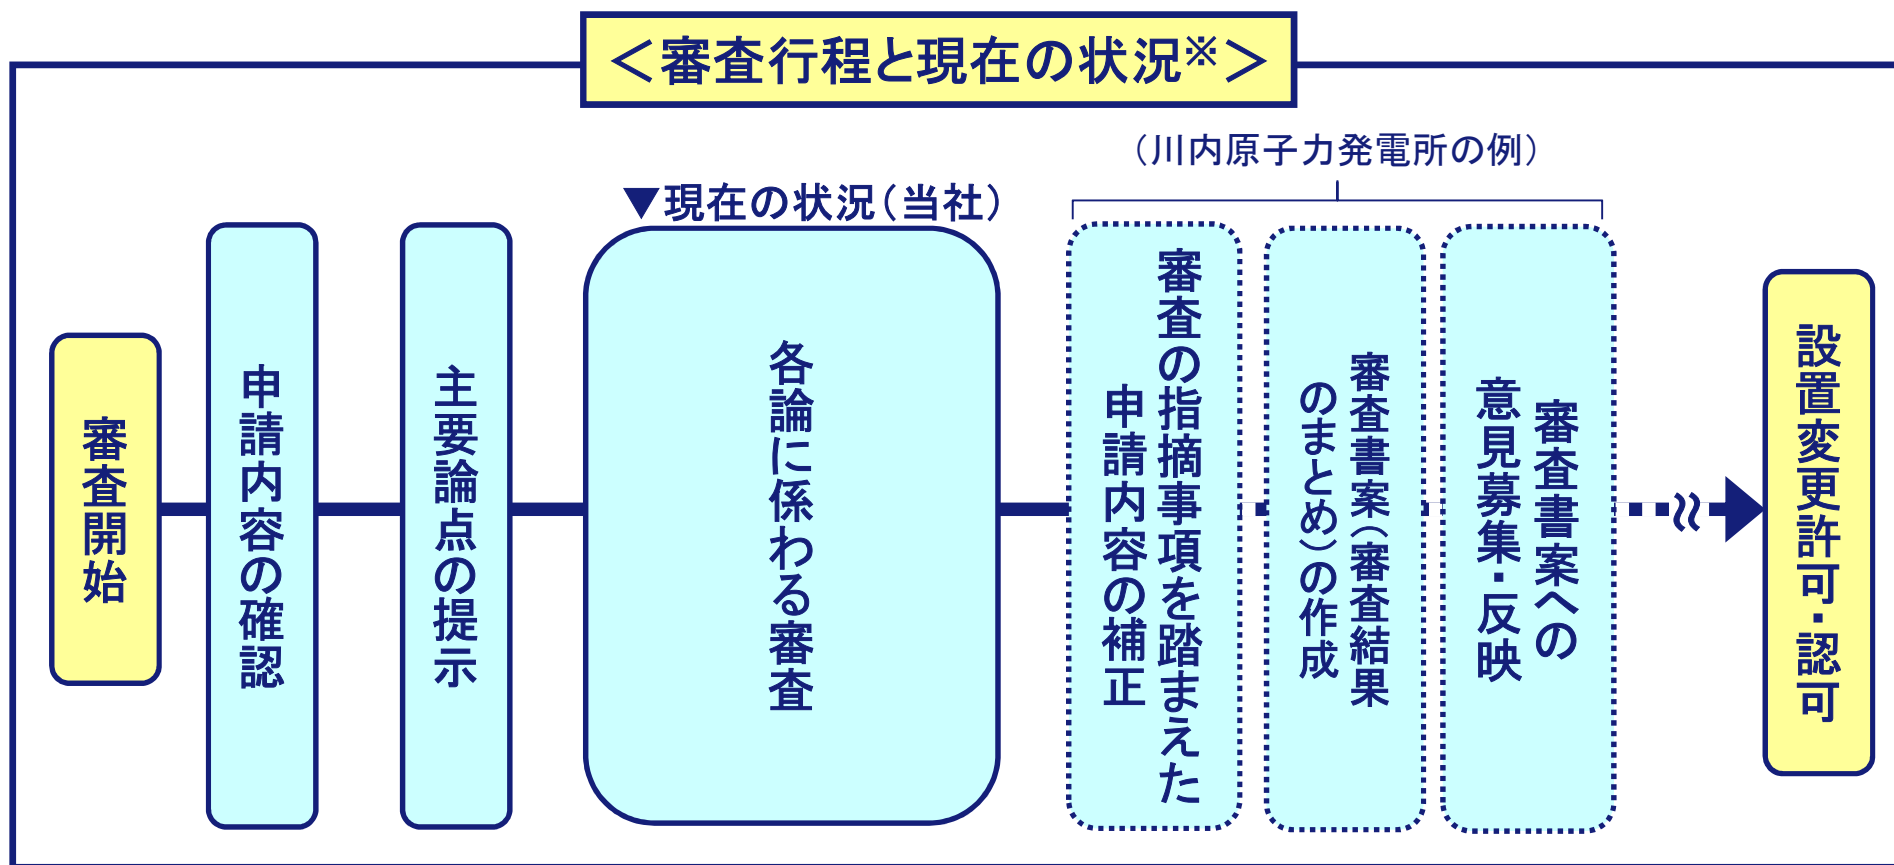 ＜審査行程と現在の状況※＞
（川内原子力発電所の例）
▼現在の状況（当社）
審査開始
申請内容の確認
主要論点の提示
各論に係わる審査
審査の指摘事項を踏まえた
申請内容の補正
審査書案（審査結果
のまとめ）の作成
審査書案への
意見募集・反映
設置変更許可・認可